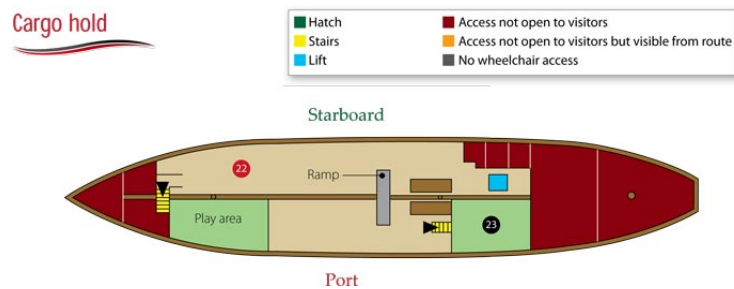 Cargo hold
Hatch
Stairs
Lift
Access not open to visitors
Access not open to visitors but visible from route
No wheelchair access
Starboard
22
Ramp
Play area
23
Port